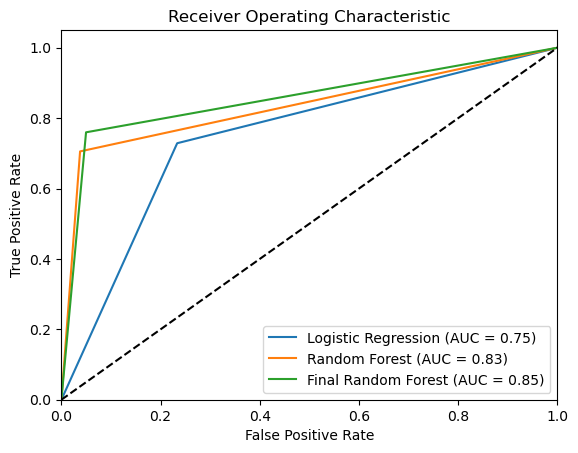 Receiver Operating Characteristic
True Positive Rate
1.0
0.8
0.6
0.4
0.2
0.0
Logistic Regression (AUC = 0.75)
Random Forest (AUC = 0.83)
Final Random Forest (AUC = 0.85)
0.0 0.2 0.4 0.6 0.8 1.0
False Positive Rate